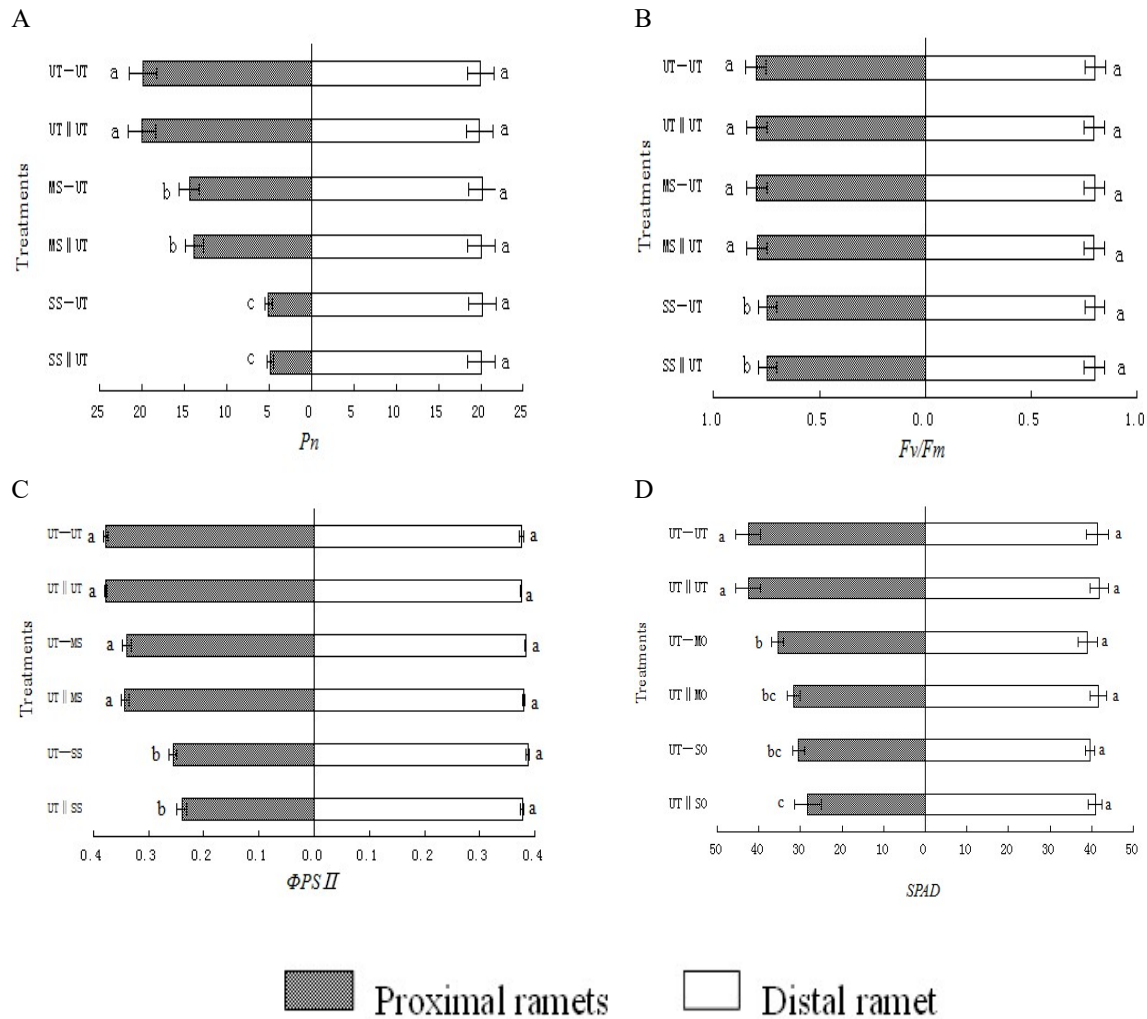 A
Treatments
UT—UT a a
UT‖UT a a
MS—UT b a
MS‖UT b a
SS—UT c a
SS‖UT c a
25 20 15 10 5 0 5 10 15 20 25
Pn
B
Treatments
UT—UT a a
UT‖UT a a
MS—UT a a
MS‖UT a a
SS—UT b a
SS‖UT b a
1.0 0.5 0.0 0.5 1.0
Fv/Fm
C
Treatments
UT—UT a a
UT‖UT a a
UT—MS a a
UT‖MS a a
UT—SS b a
UT‖SS b a
0.4 0.3 0.2 0.1 0.0 0.1 0.2 0.3 0.4
ΦPSⅡ
D
Treatments
UT—UT a a
UT‖UT a a
UT—MO b a
UT‖MO bc a
UT—SO bc a
UT‖SO c a
50 40 30 20 10 0 10 20 30 40 50
SPAD
Proximal ramets Distal ramet